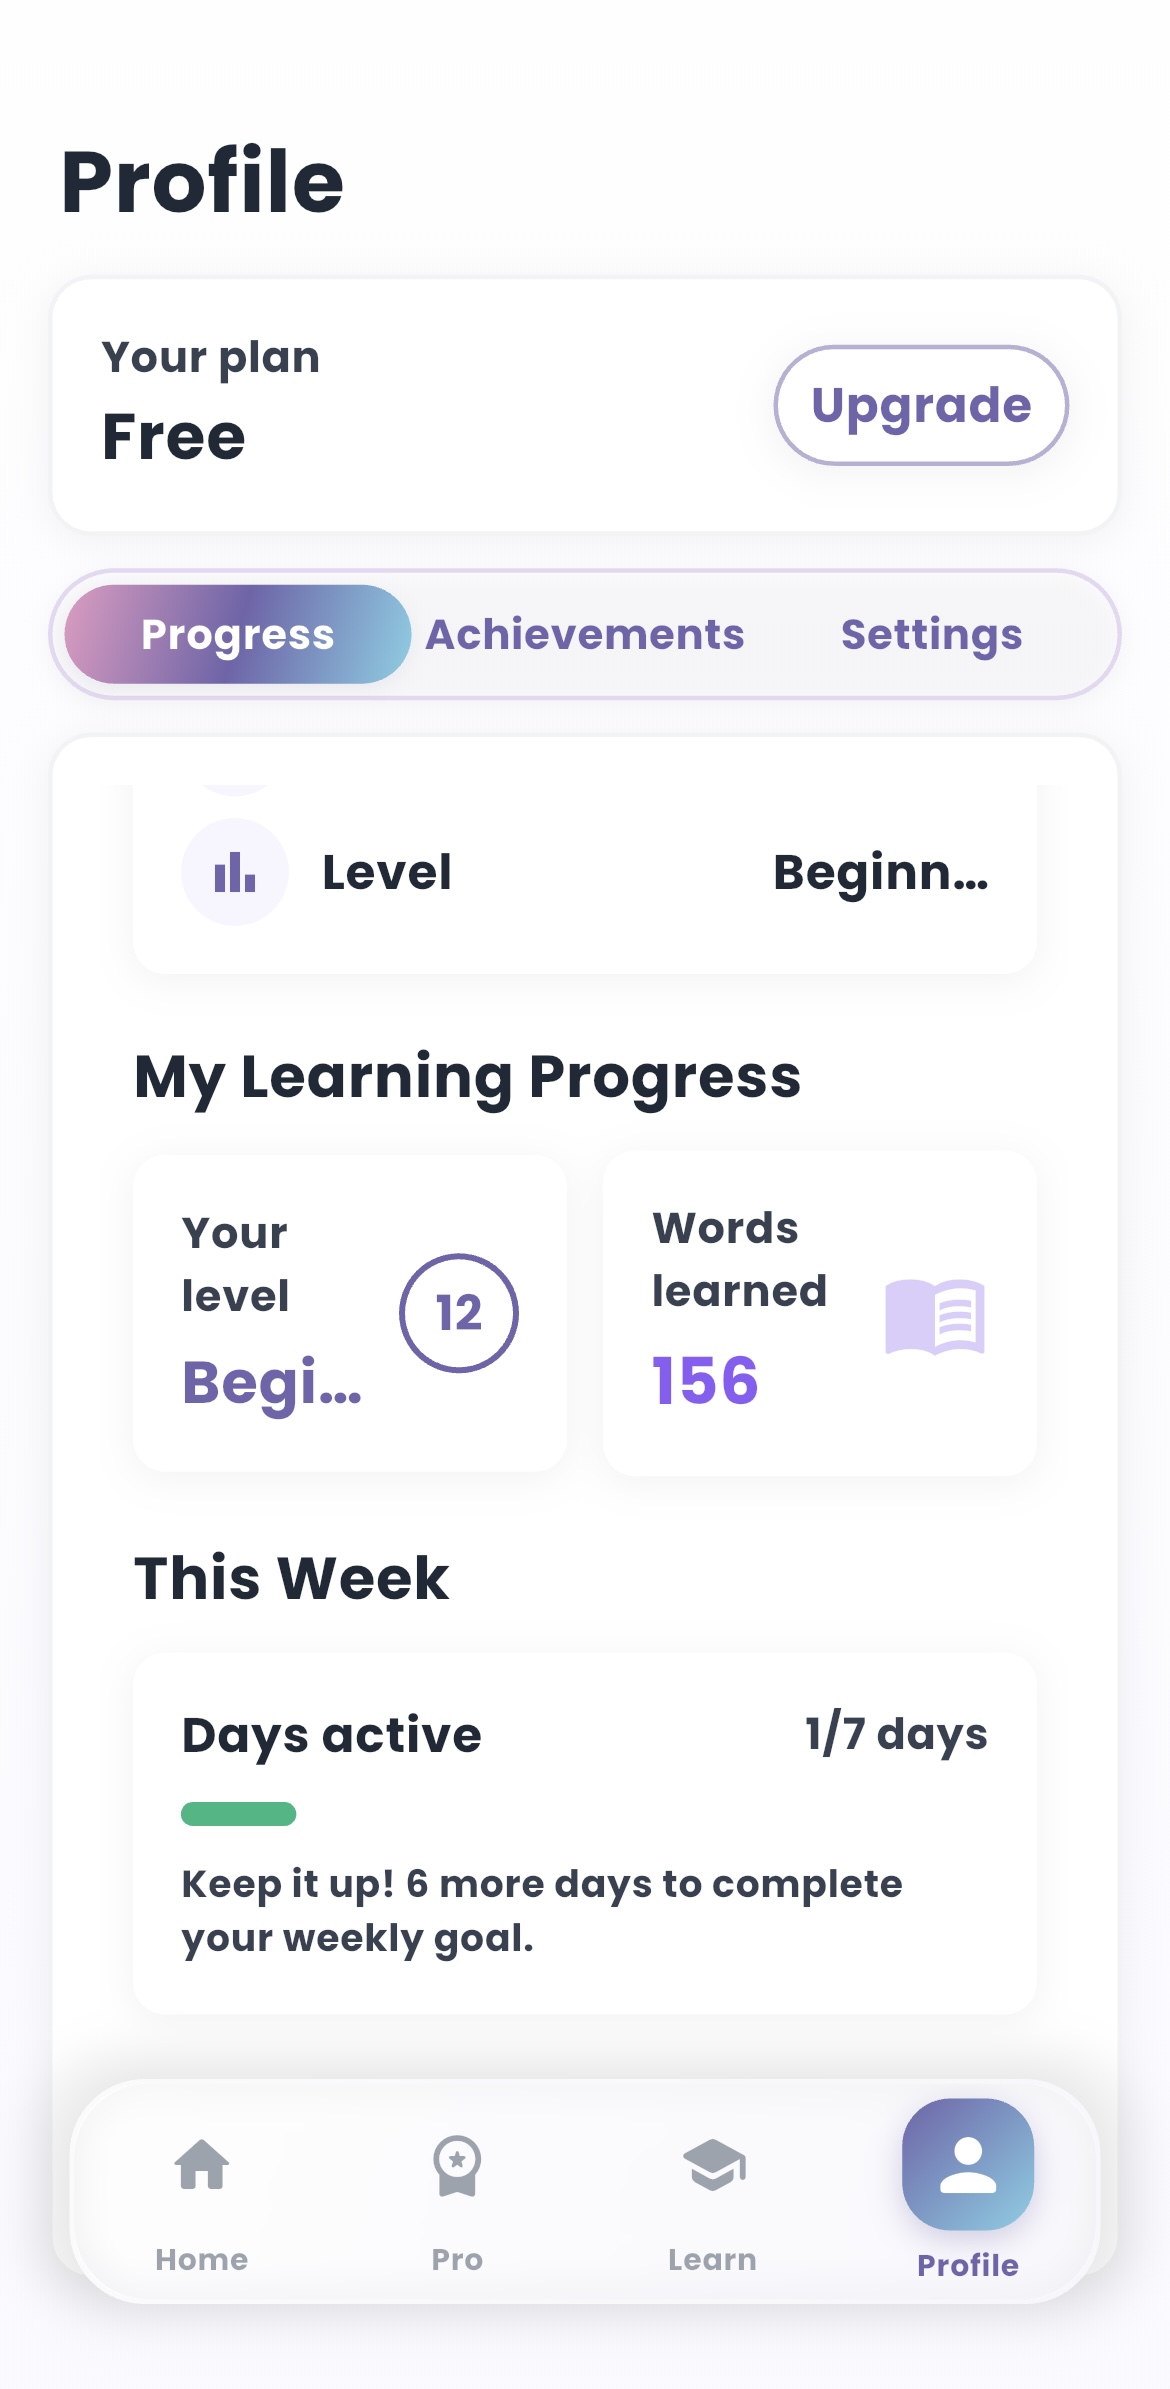 Profile
Your plan
Free
Upgrade
Progress
Achievements
Settings
Level
Beginn...
My Learning Progress
Your
level
Begi...
12
Words
learned
156
This Week
Days active
1/7 days
Keep it up! 6 more days to complete
your weekly goal.
Home
Pro
Learn
Profile